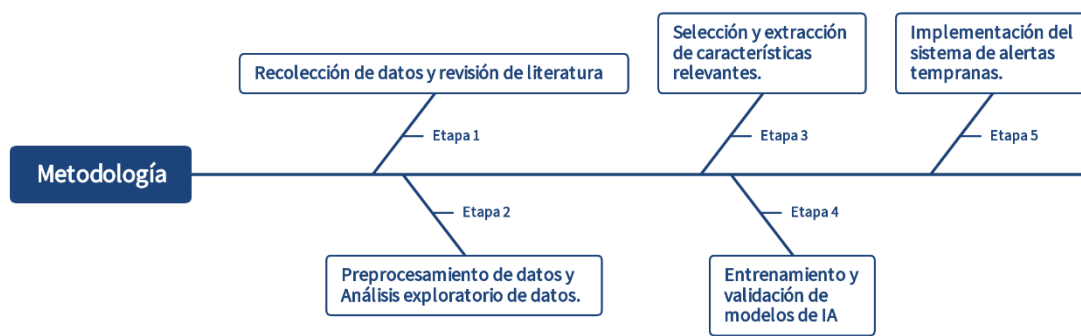 Recolección de datos y revisión de literatura
Selección y extracción
de características
relevantes.
Implementación del
sistema de alertas
tempranas.
Etapa 1
Etapa 3
Etapa 5
Metodología
Etapa 2
Etapa 4
Preprocesamiento de datos y
Análisis exploratorio de datos.
Entrenamiento y
validación de
modelos de IA